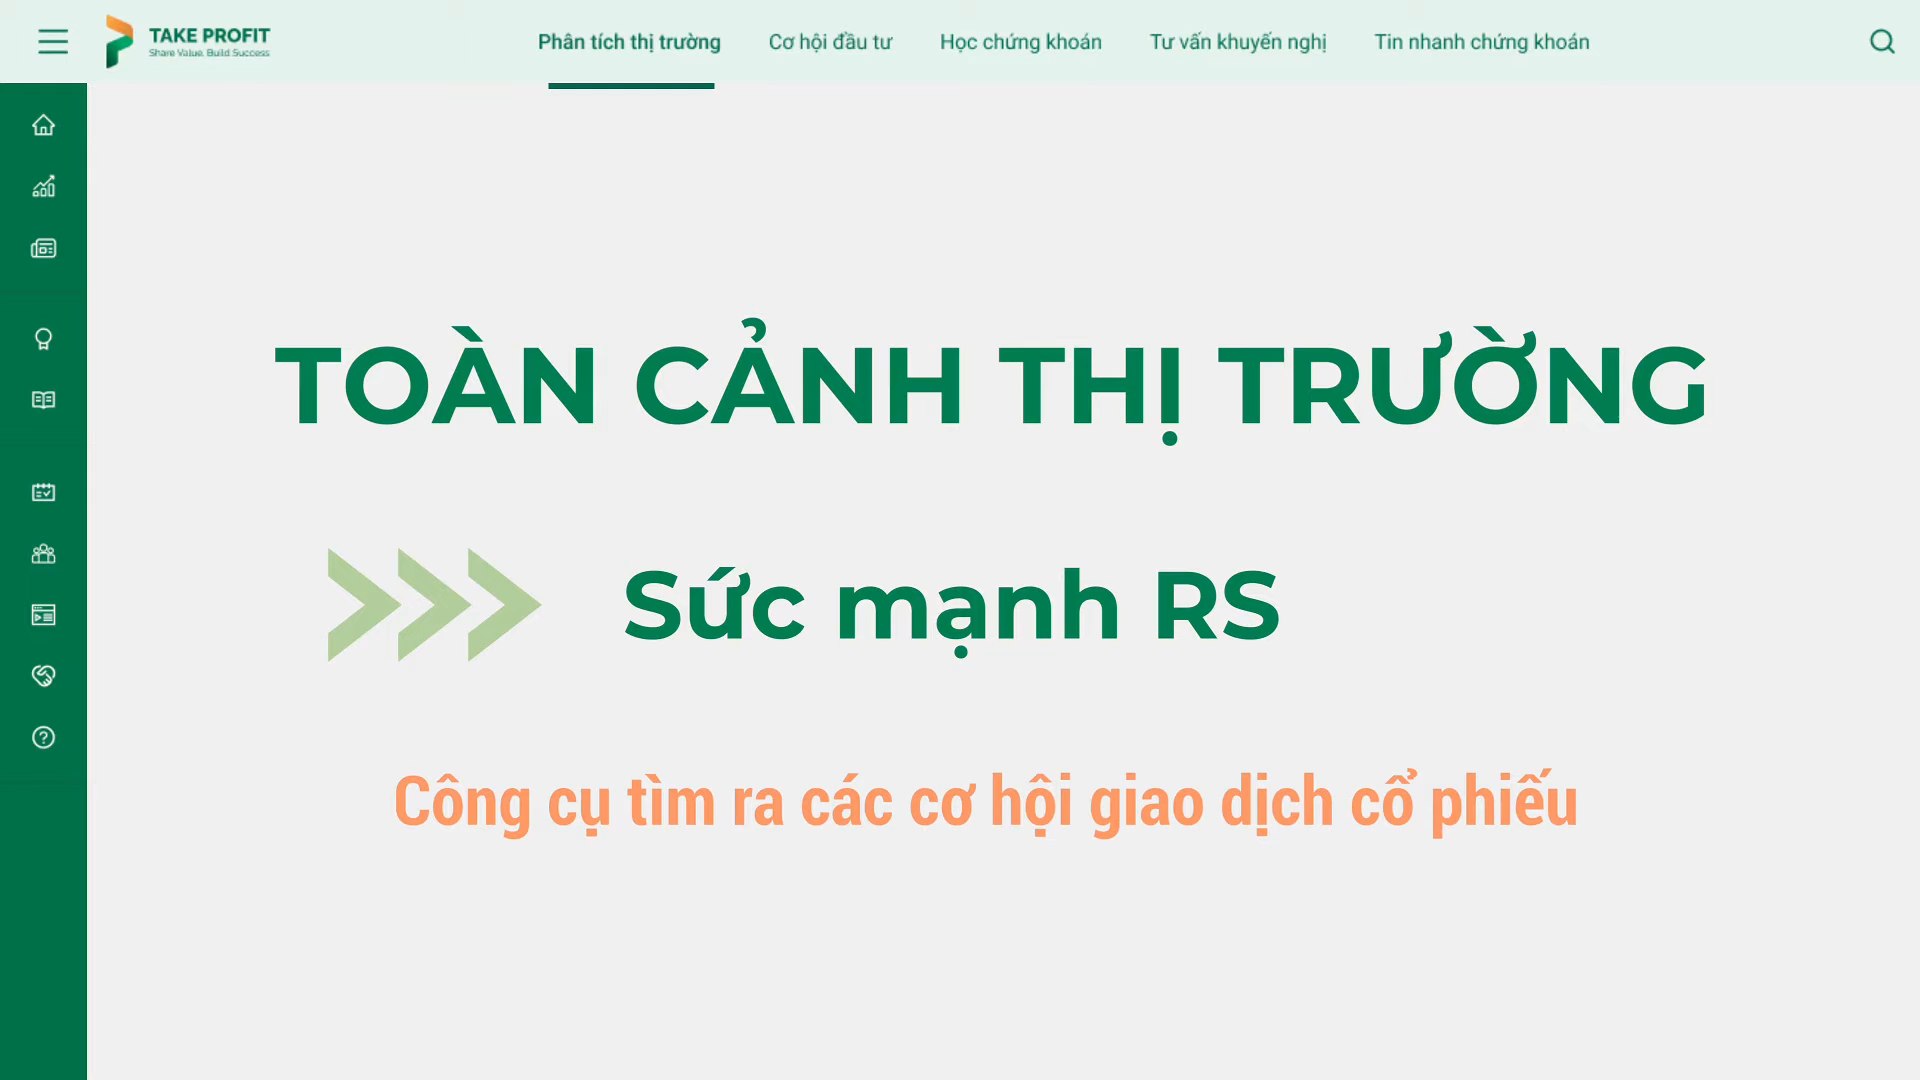 TAKE PROFIT
Share Value, Build Success
Phân tích thị trường
Cơ hội đầu tư
Học chứng khoán
Tư vấn khuyến nghị
Tin nhanh chứng khoán
TOÀN CẢNH THỊ TRƯỜNG
Sức mạnh RS
Công cụ tìm ra các cơ hội giao dịch cổ phiếu